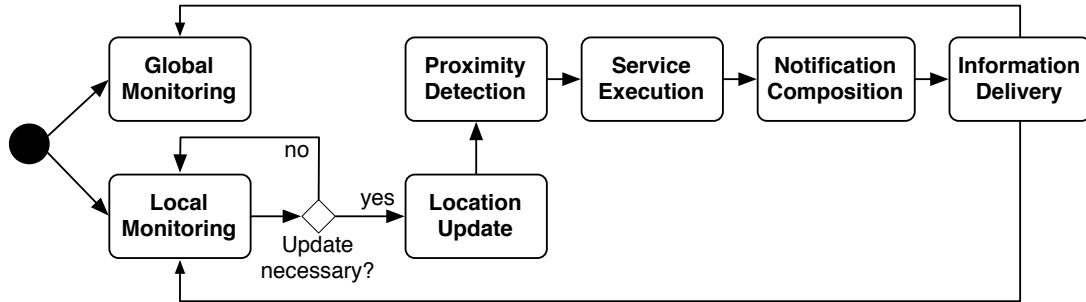 Global
Monitoring
Proximity
Detection
Service
Execution
Notification
Composition
Information
Delivery
no
Local
Monitoring
yes
Location
Update
Update
necessary?